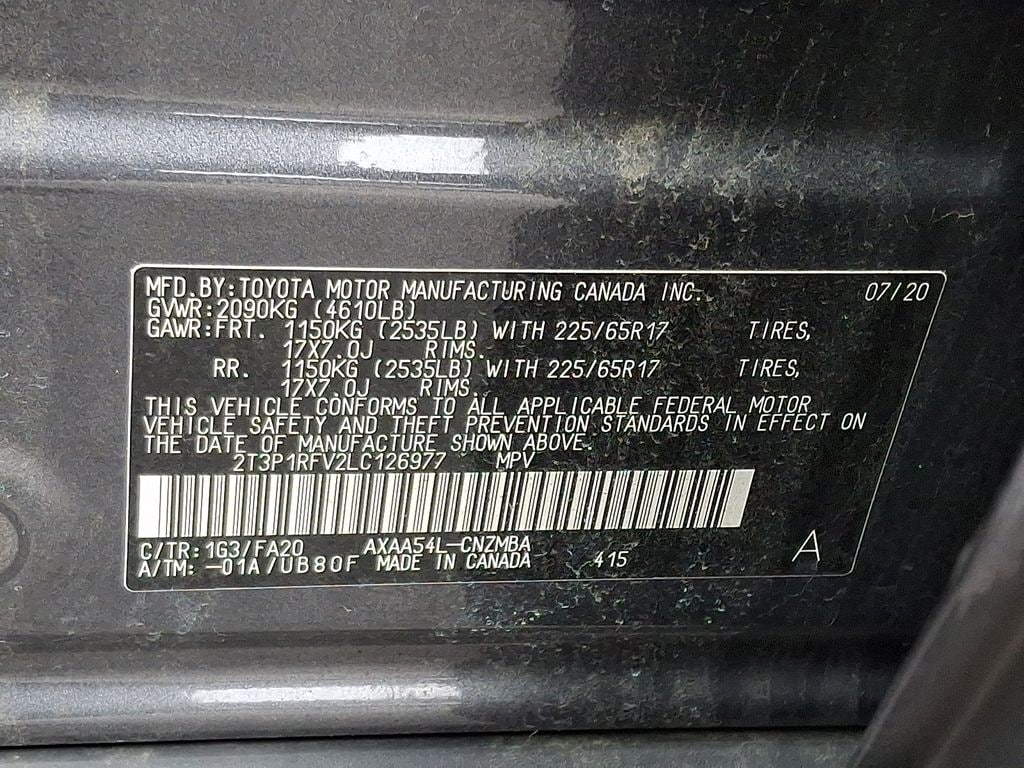 MFD.BY:TOYOTA MOTOR MANUFACTURING CANADA INC. 07/20
GVWR:2090KG (4610LB)
GAWR:FRT. 1150KG (2535LB) WITH 225/65R17 TIRES,
17X7.0J RIMS.
RR. 1150KG (2535LB) WITH 225/65R17 TIRES,
17X7.0J RIMS.
THIS VEHICLE CONFORMS TO ALL APPLICABLE FEDERAL MOTOR
VEHICLE SAFETY AND THEFT PREVENTION STANDARDS IN EFFECT ON
THE DATE OF MANUFACTURE SHOWN ABOVE.
2T3P1RFV2LC126977 MPV
C/TR:1G3/FA20 AXAA54L-CNZMBA A
A/TM:-01A/UB80F MADE IN CANADA 415